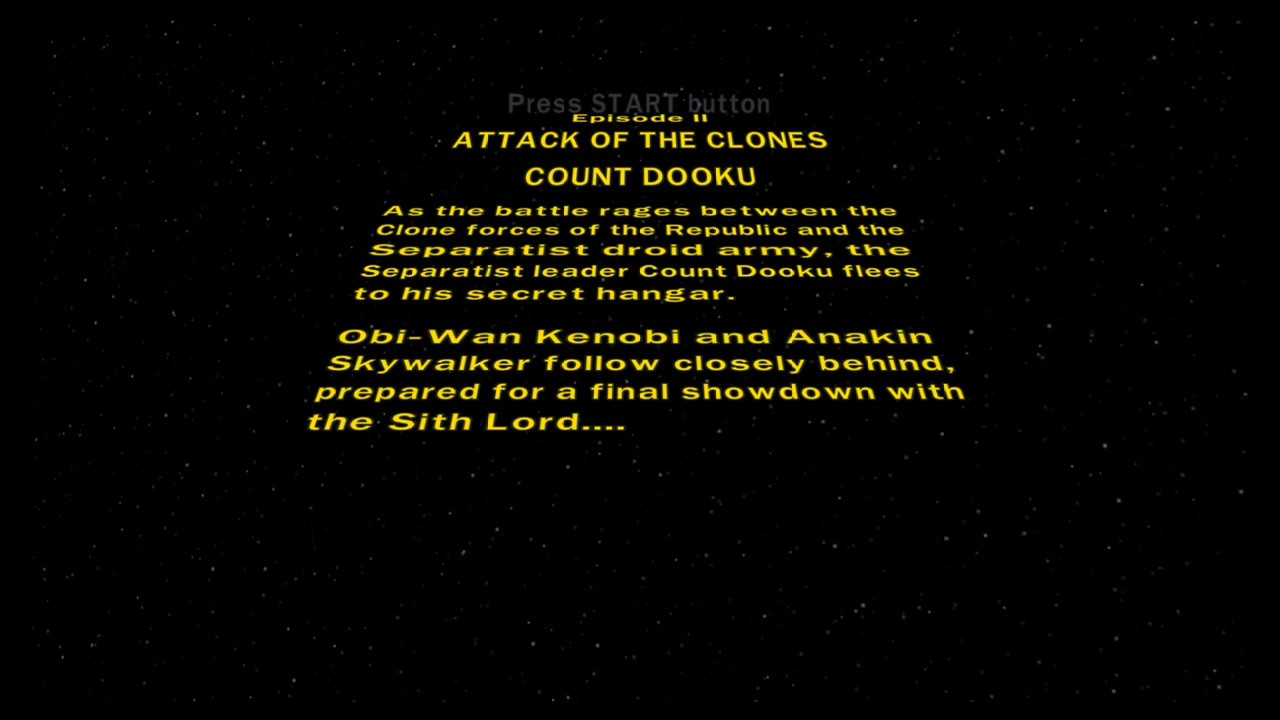 Press START button
Episode II
ATTACK OF THE CLONES
COUNT DOOKU
As the battle rages between the
Clone forces of the Republic and the
Separatist droid army, the
Separatist leader Count Dooku flees
to his secret hangar.
Obi-Wan Kenobi and Anakin
Skywalker follow closely behind,
prepared for a final showdown with
the Sith Lord....